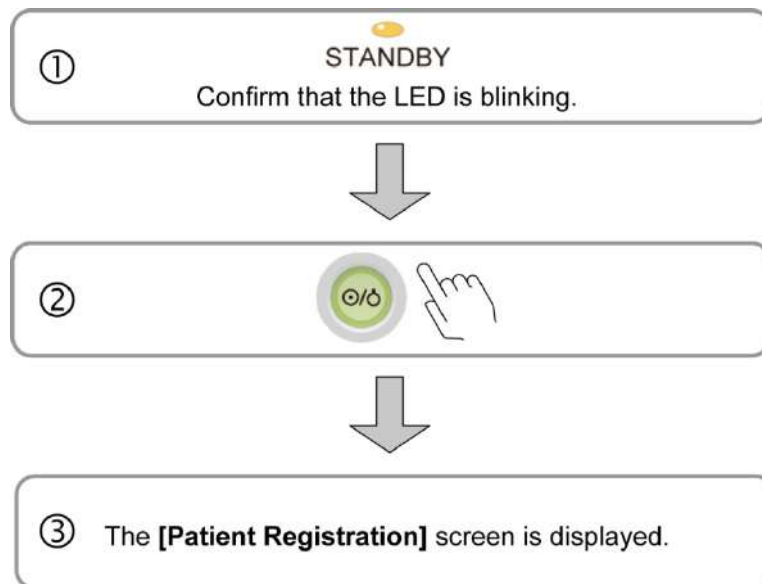 ①
STANDBY
Confirm that the LED is blinking.
②
③ The [Patient Registration] screen is displayed.